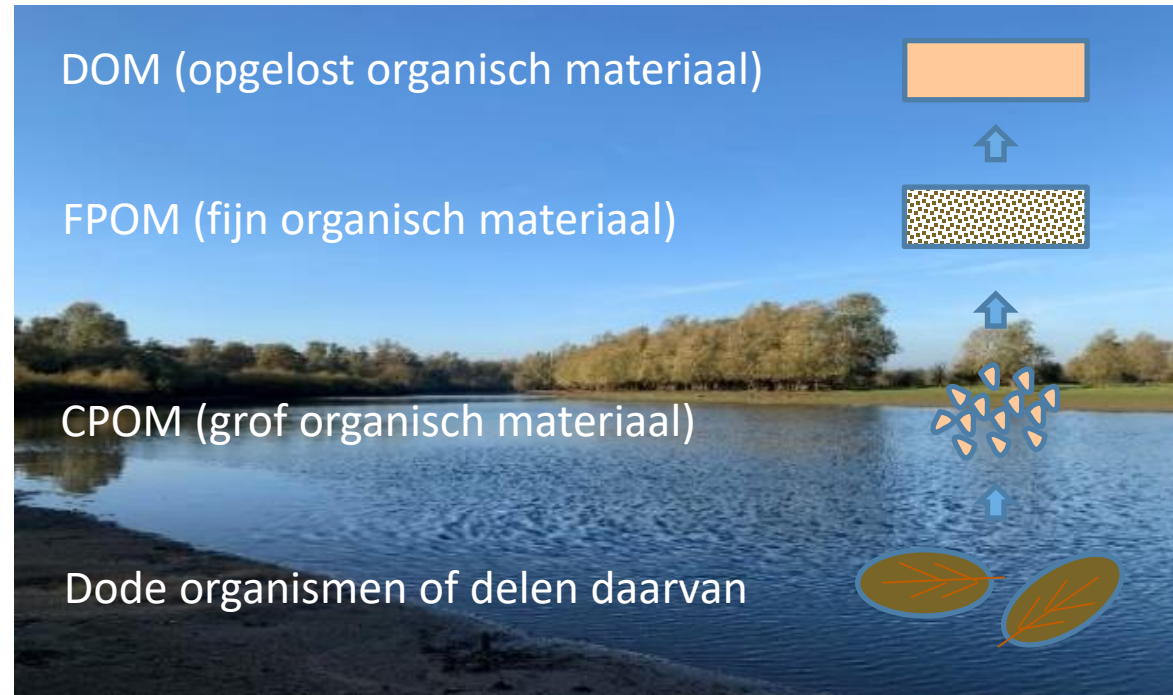 DOM (opgelost organisch materiaal)
FPOM (fijn organisch materiaal)
CPOM (grof organisch materiaal)
Dode organismen of delen daarvan